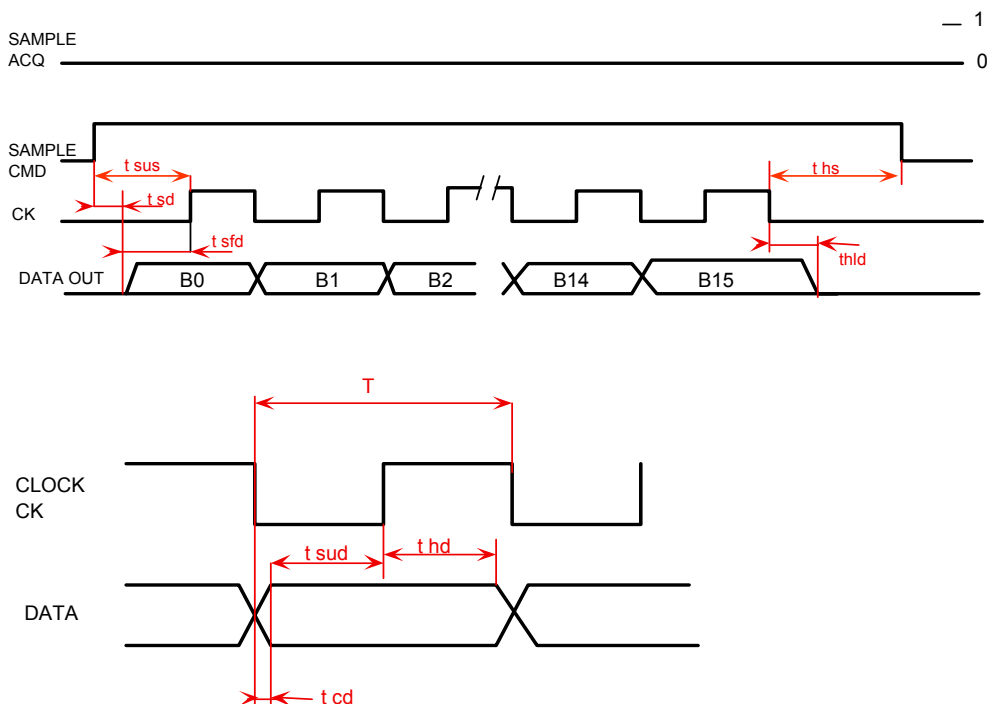 1
SAMPLE
ACQ
0
SAMPLE
CMD
t sus
t hs
t sd
CK
t sfd
thld
DATA OUT
B0
B1
B2
B14
B15
T
CLOCK
CK
t sud
t hd
DATA
t cd